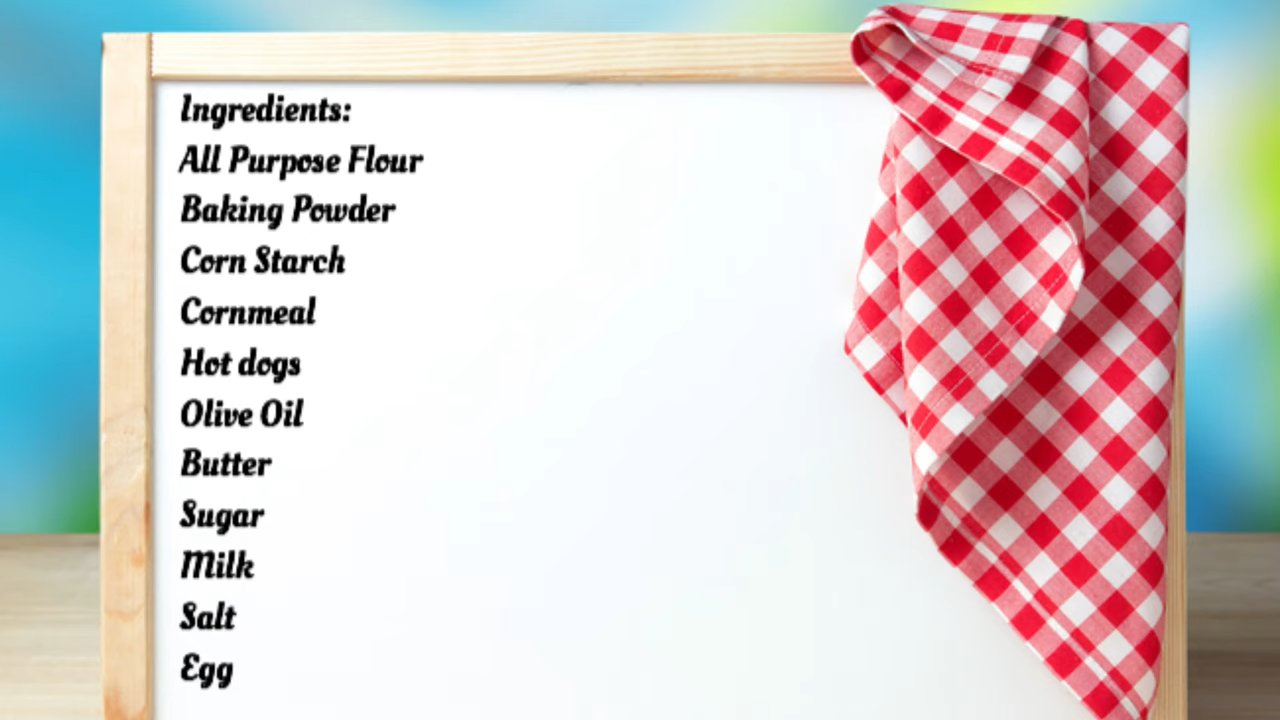 Ingredients:
All Purpose Flour
Baking Powder
Corn Starch
Cornmeal
Hot dogs
Olive Oil
Butter
Sugar
Milk
Salt
Egg